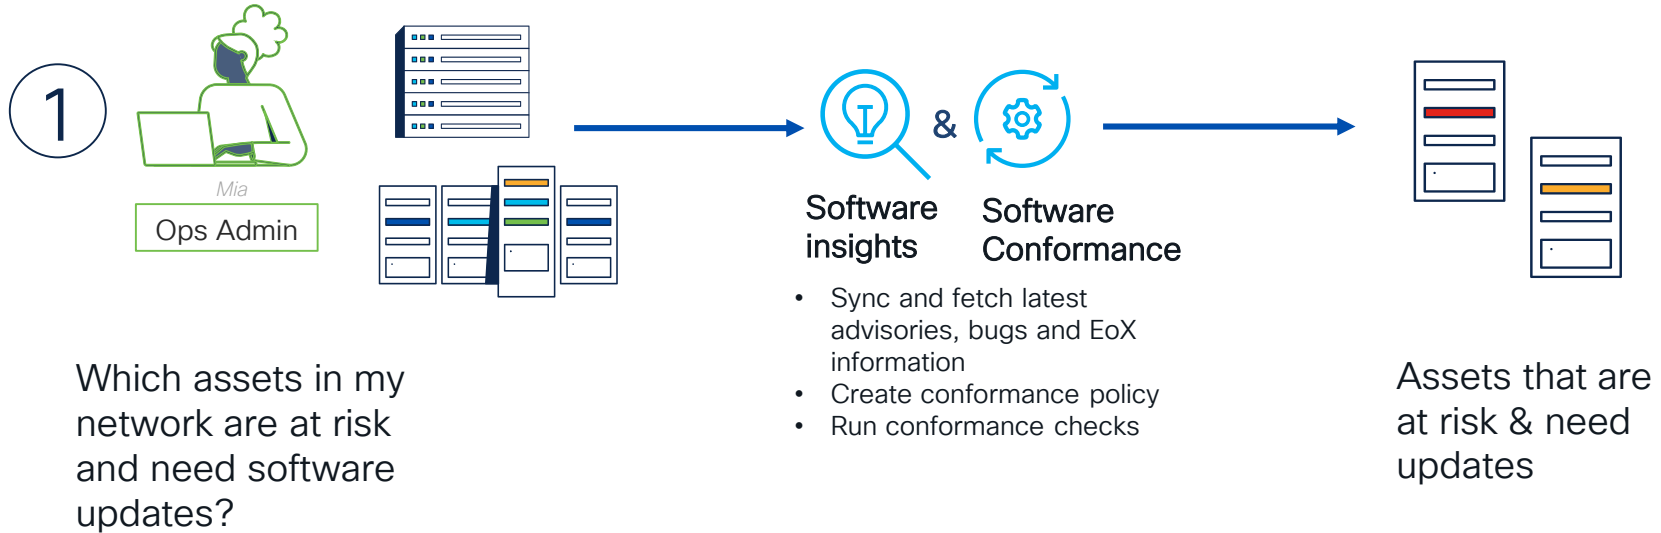 1
Mia
Ops Admin
Which assets in my
network are at risk
and need software
updates?
&
Software
insights
Software
Conformance
• Sync and fetch latest
advisories, bugs and EoX
information
• Create conformance policy
• Run conformance checks
Assets that are
at risk & need
updates